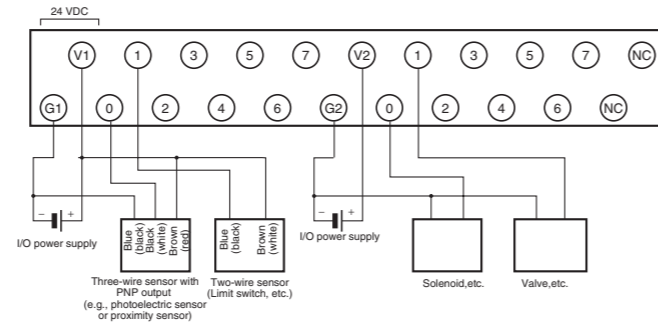 24 VDC
V1 1 3 5 7 V2 1 3 5 7 NC
G1 0 2 4 6 G2 0 2 4 6 NC
− +
I/O power supply
Blue (black)
Black (white)
Brown (red)
Three-wire sensor with
PNP output
(e.g., photoelectric sensor
or proximity sensor)
Blue (black)
Brown (white)
Two-wire sensor
(Limit switch, etc.)
− +
I/O power supply
Solenoid,etc.
Valve,etc.